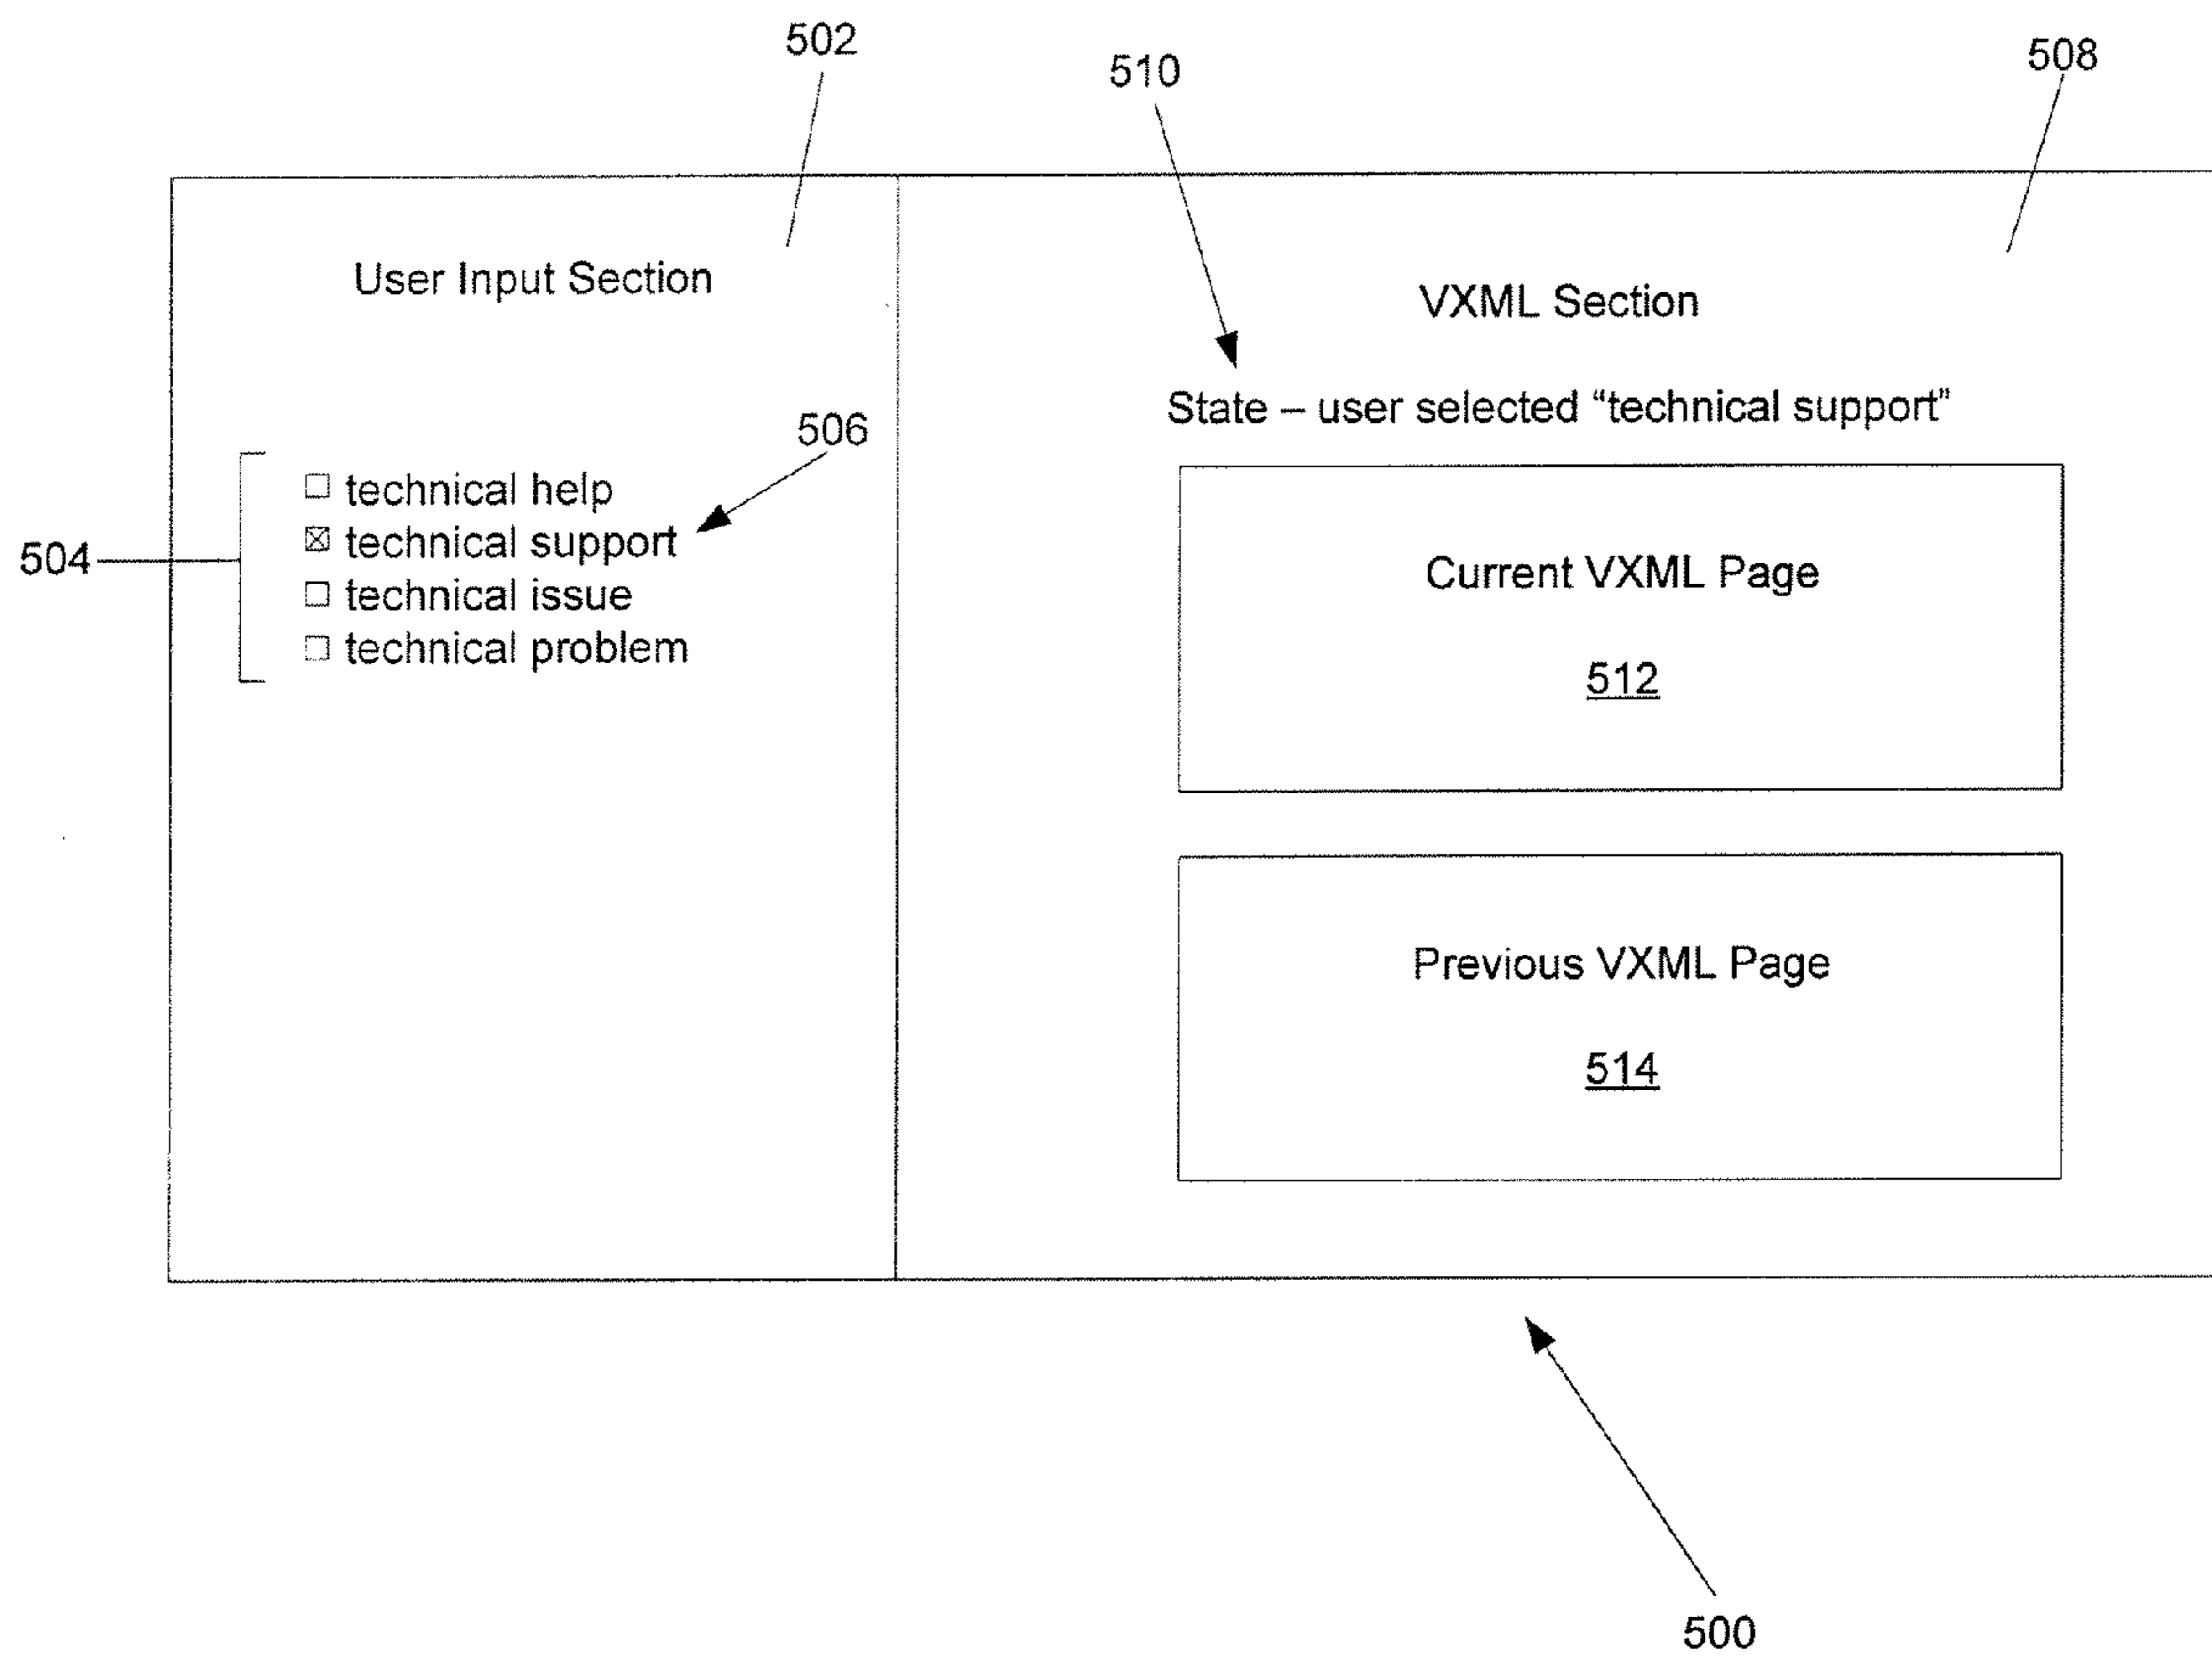 502
510
508
User Input Section
VXML Section
State – user selected “technical support”
506
504
technical help
technical support
technical issue
technical problem
Current VXML Page
512
Previous VXML Page
514
500